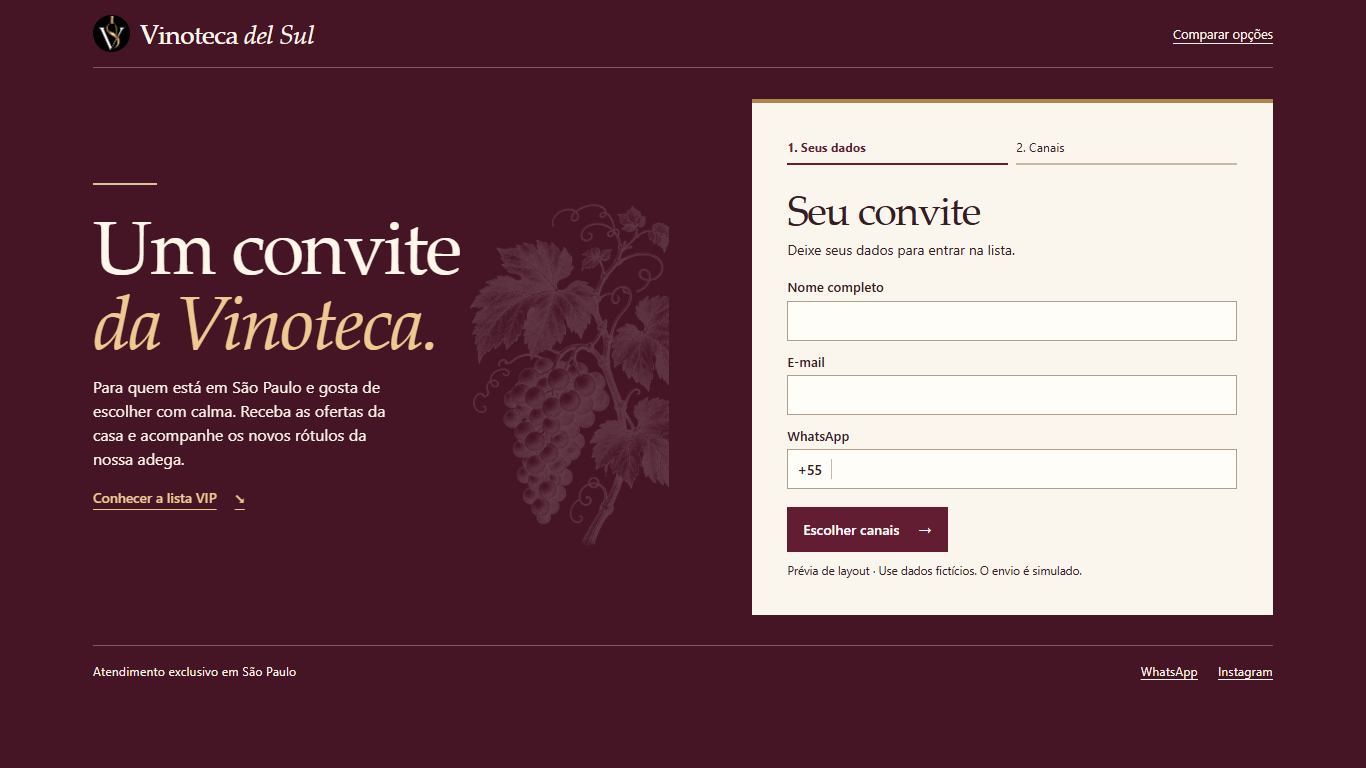 Vinoteca del Sul
Comparar opções
Um convite
da Vinoteca.
Para quem está em São Paulo e gosta de
escolher com calma. Receba as ofertas da
casa e acompanhe os novos rótulos da
nossa adega.
Conhecer a lista VIP ↘
1. Seus dados
2. Canais
Seu convite
Deixe seus dados para entrar na lista.
Nome completo
E-mail
WhatsApp
+55
Escolher canais →
Prévia de layout · Use dados fictícios. O envio é simulado.
Atendimento exclusivo em São Paulo
WhatsApp
Instagram